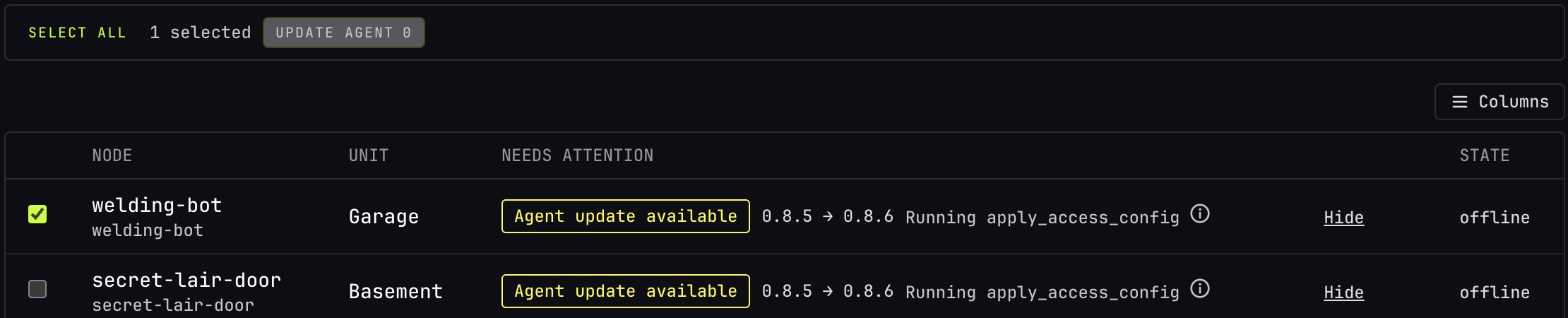 SELECT ALL 1 selected UPDATE AGENT 0
Columns
NODE UNIT NEEDS ATTENTION STATE
welding-bot
welding-bot
Garage Agent update available 0.8.5 → 0.8.6 Running apply_access_config Hide offline
secret-lair-door
secret-lair-door
Basement Agent update available 0.8.5 → 0.8.6 Running apply_access_config Hide offline